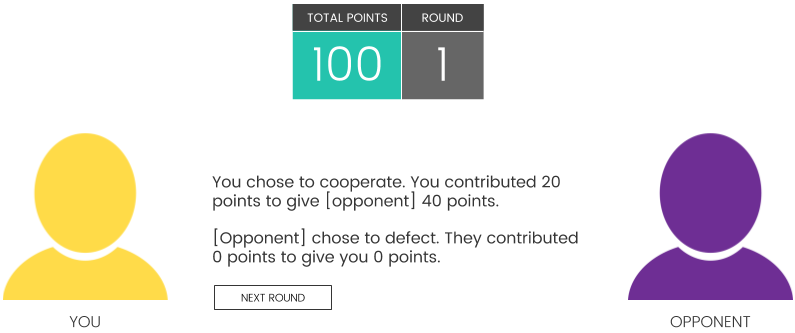 TOTAL POINTS ROUND
100 1
You chose to cooperate. You contributed 20
points to give [opponent] 40 points.
[Opponent] chose to defect. They contributed
0 points to give you 0 points.
NEXT ROUND
YOU OPPONENT